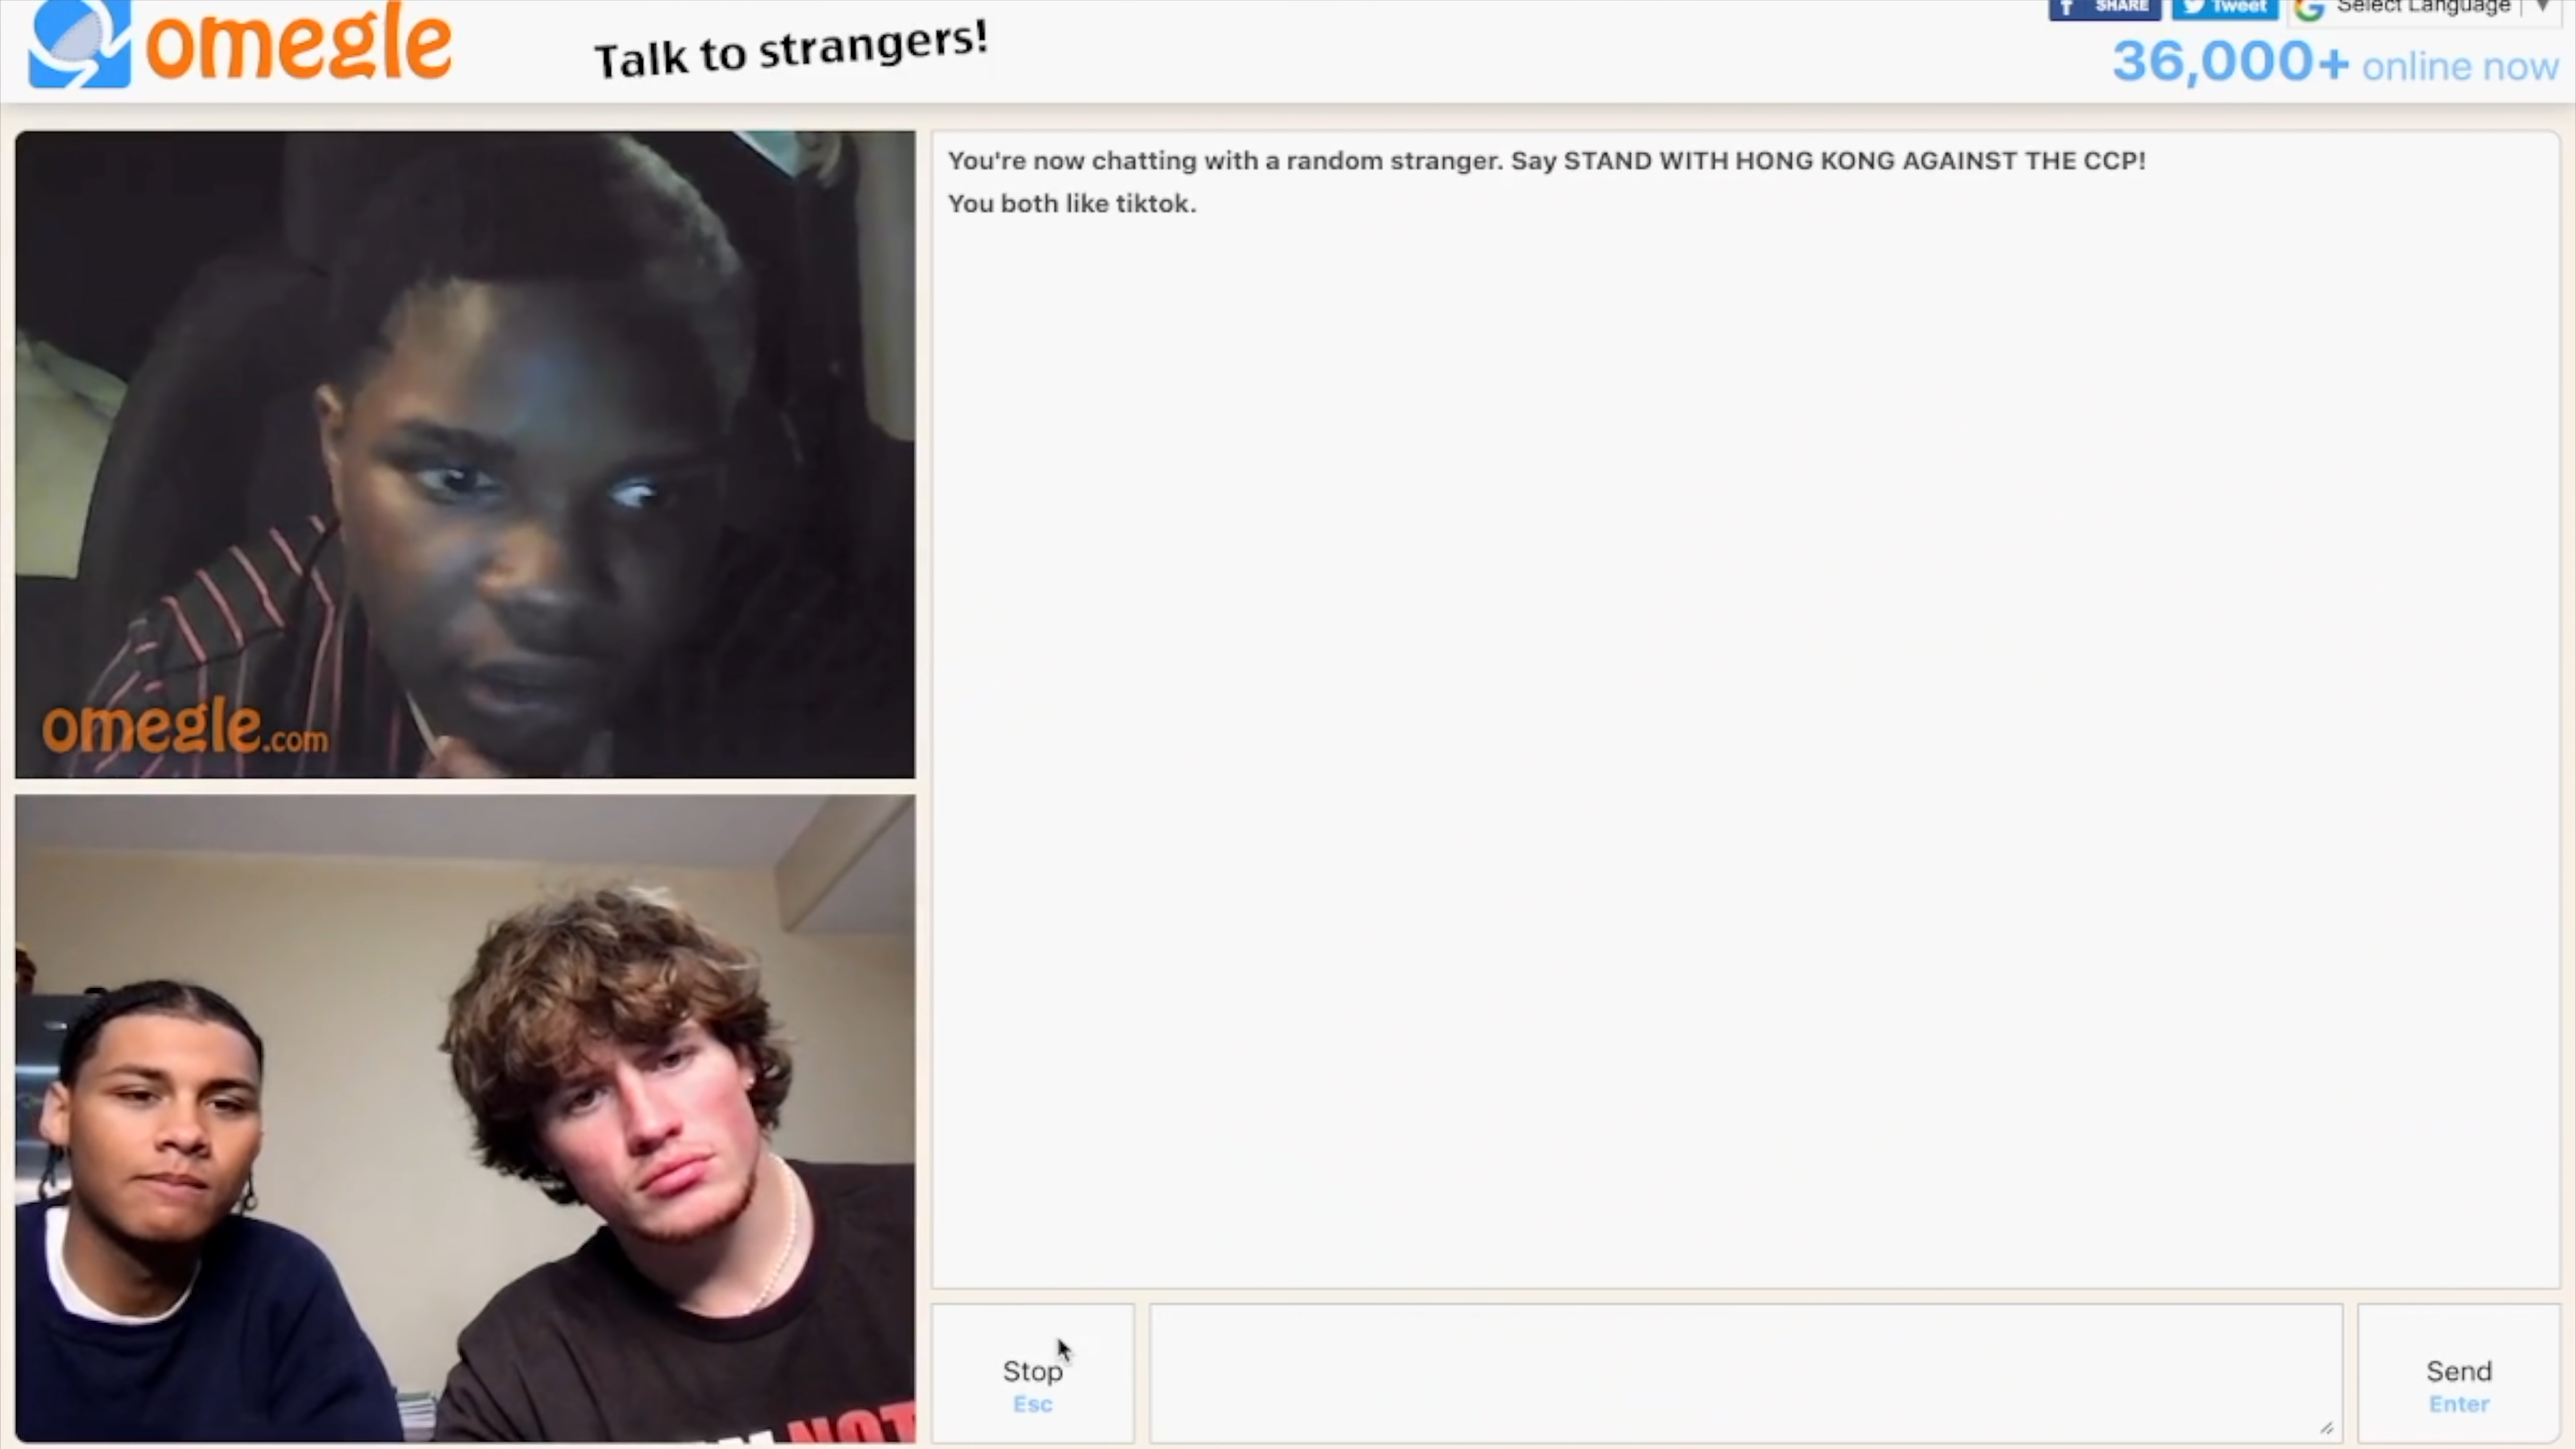 omegle
Talk to strangers!
SHARE
Tweet
Select Language
36,000+ online now
You're now chatting with a random stranger. Say STAND WITH HONG KONG AGAINST THE CCP!
You both like tiktok.
omegle.com
NOT
Stop
Esc
Send
Enter